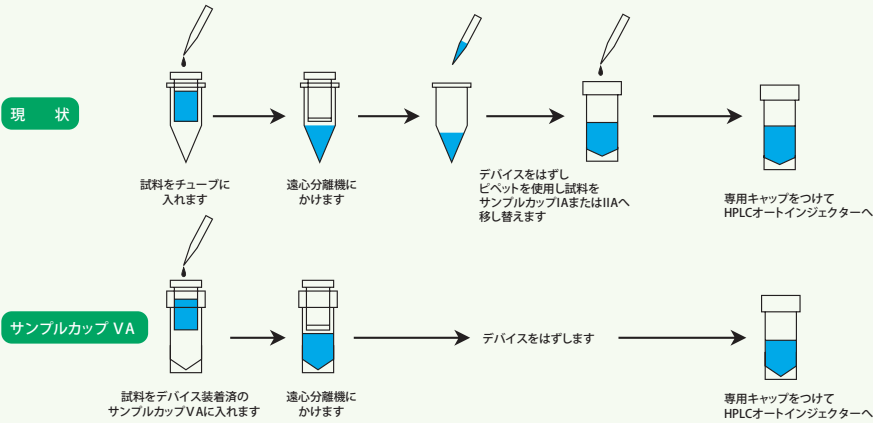 現　状
試料をチューブに
入れます
遠心分離機に
かけます
デバイスをはずし
ピペットを使用し試料を
サンプルカップIAまたはIIAへ
移し替えます
専用キャップをつけて
HPLCオートインジェクターへ
サンプルカップ VA
試料をデバイス装着済の
サンプルカップVAに入れます
遠心分離機に
かけます
デバイスをはずします
専用キャップをつけて
HPLCオートインジェクターへ